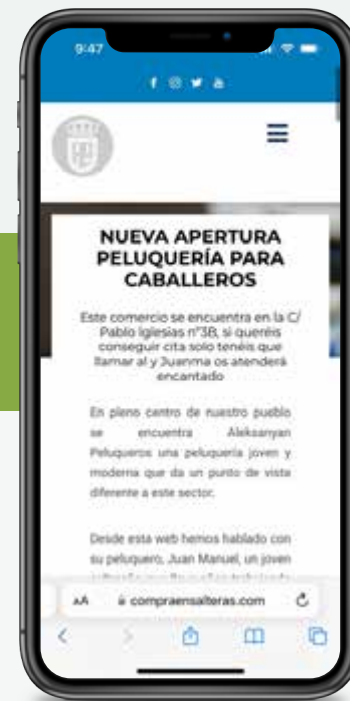 9:47
NUEVA APERTURA
PELUQUERÍA PARA
CABALLEROS
Este comercio se encuentra en la C/
Pablo Iglesias nº3B, si queréis
conseguir cita solo tenéis que
llamar al y Juanma os atenderá
encantado
En pleno centro de nuestro pueblo
se encuentra Aleksanyan
Peluqueros una peluquería joven y
moderna que da un punto de vista
diferente a este sector.
Desde esta web hemos hablado con
su peluquero, Juan Manuel, un joven
AA compraensalteras.com